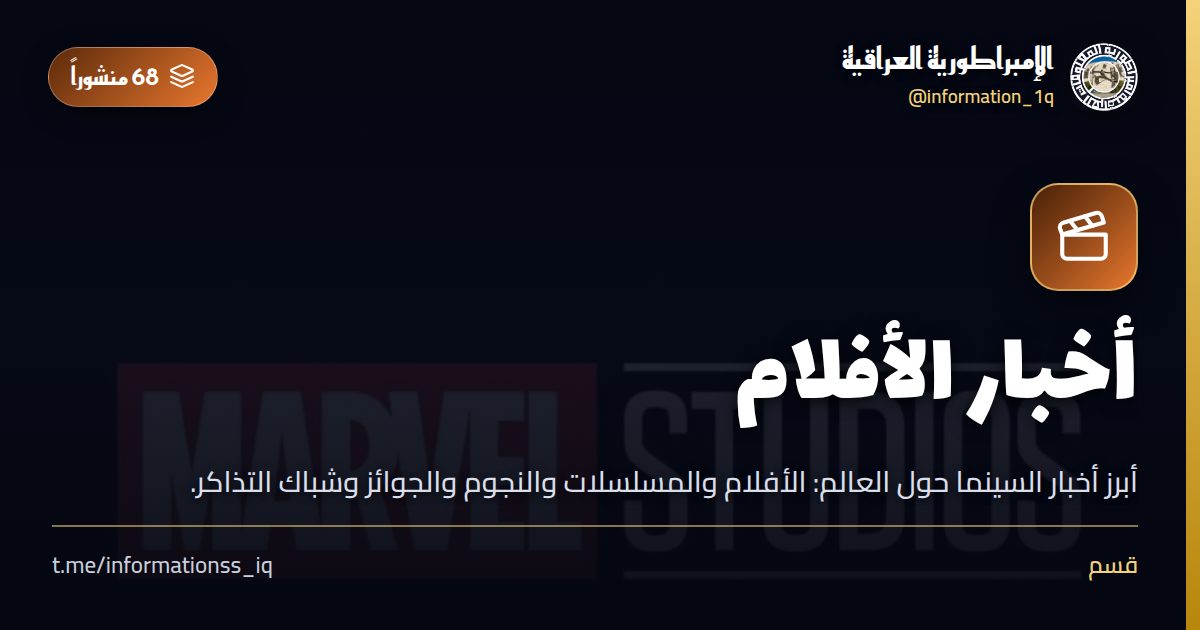 الإمبراطورية العراقية
@information_1q
68 منشوراً
أخبار الأفلام
MARVEL STUDIOS
أبرز أخبار السينما حول العالم: الأفلام والمسلسلات والنجوم والجوائز وشباك التذاكر.
قسم
t.me/informationss_iq